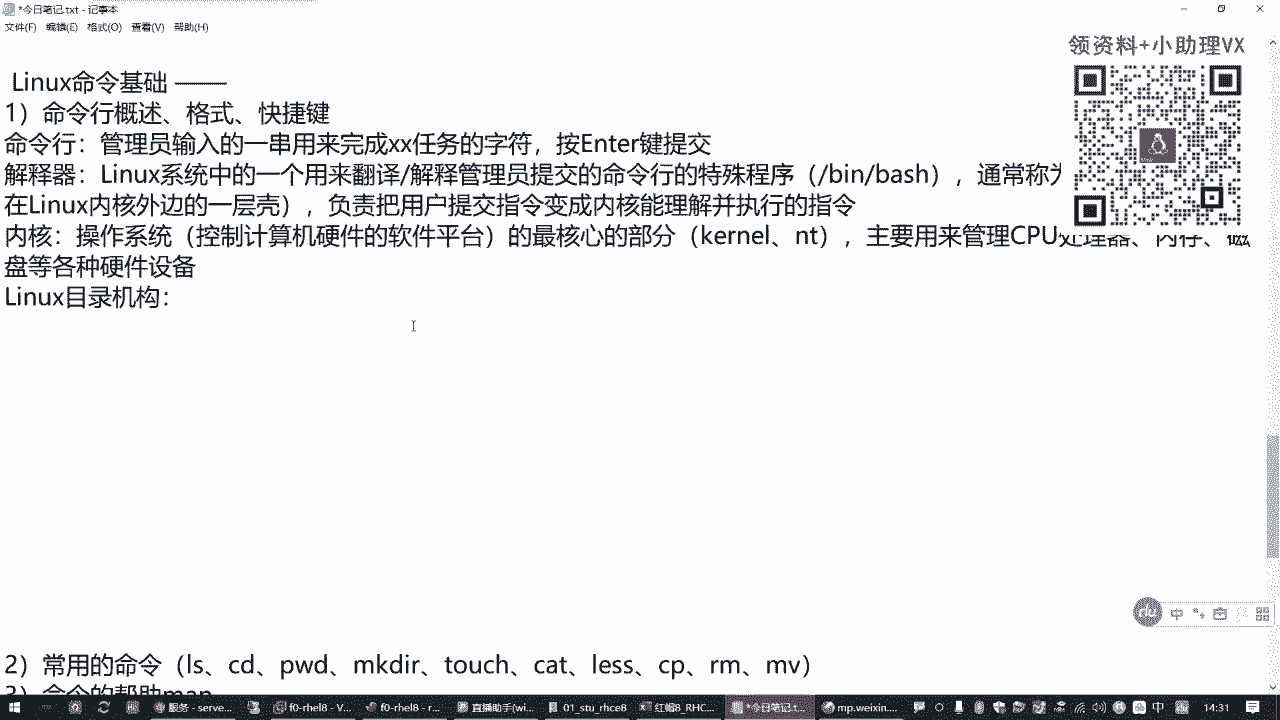 *今日笔记.txt - 记事本
文件(F) 编辑(E) 格式(O) 查看(V) 帮助(H)
领资料+小助理VX
Linux命令基础 ——
1）命令行概述、格式、快捷键
命令行：管理员输入的一串用来完成xx任务的字符，按Enter键提交
解释器：Linux系统中的一个用来翻译/解释管理员提交的命令行的特殊程序（/bin/bash），通常称为
在Linux内核外边的一层壳），负责把用户提交指令变成内核能理解并执行的指令
内核：操作系统（控制计算机硬件的软件平台）的最核心的部分（kernel、nt），主要用来管理CPU处理器、内存、磁
盘等各种硬件设备
Linux目录机构：
du 中
2）常用的命令（ls、cd、pwd、mkdir、touch、cat、less、cp、rm、mv）
3）命令的帮助man
服务 - serve... f0-rhel8 - V... f0-rhel8 - r... 直播助手(wi... 01_stu_rhce8 红帽8_RHC... *今日笔记.t... mp.weixin.... 中 14:31